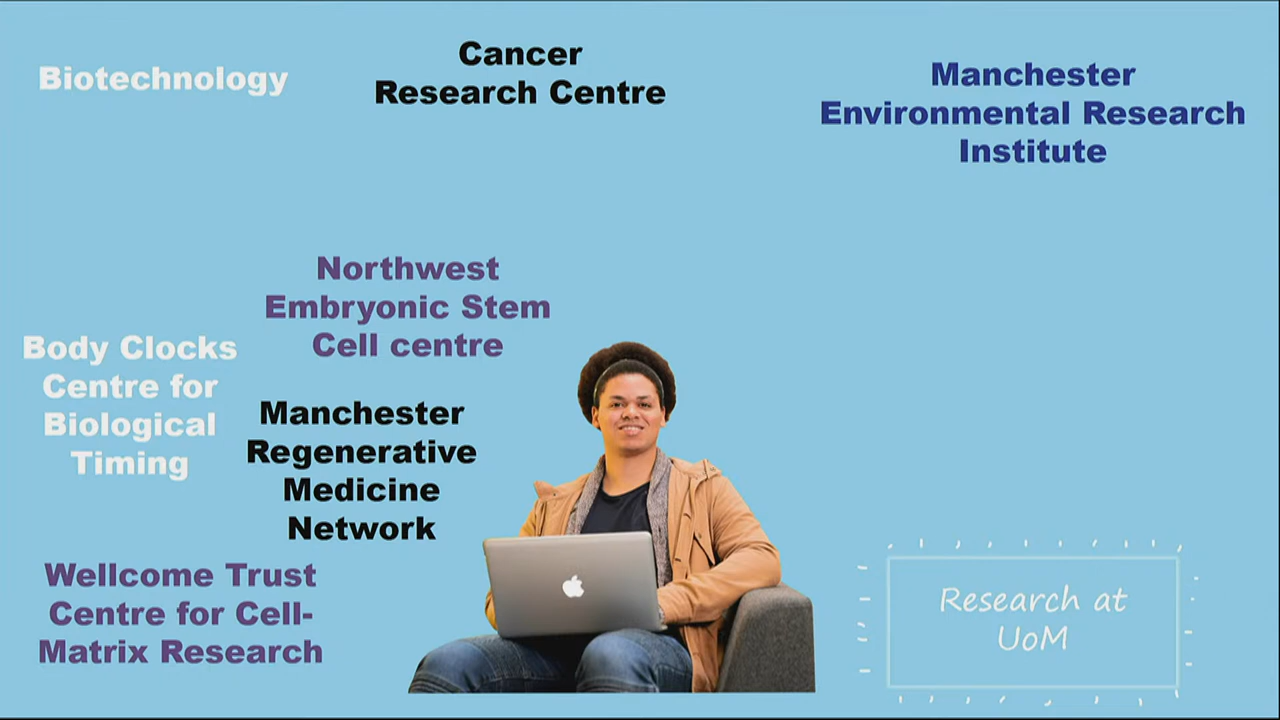 Biotechnology
Cancer
Research Centre
Manchester
Environmental Research
Institute
Northwest
Embryonic Stem
Cell centre
Body Clocks
Centre for
Biological
Timing
Manchester
Regenerative
Medicine
Network
Wellcome Trust
Centre for Cell-
Matrix Research
Research at
UoM